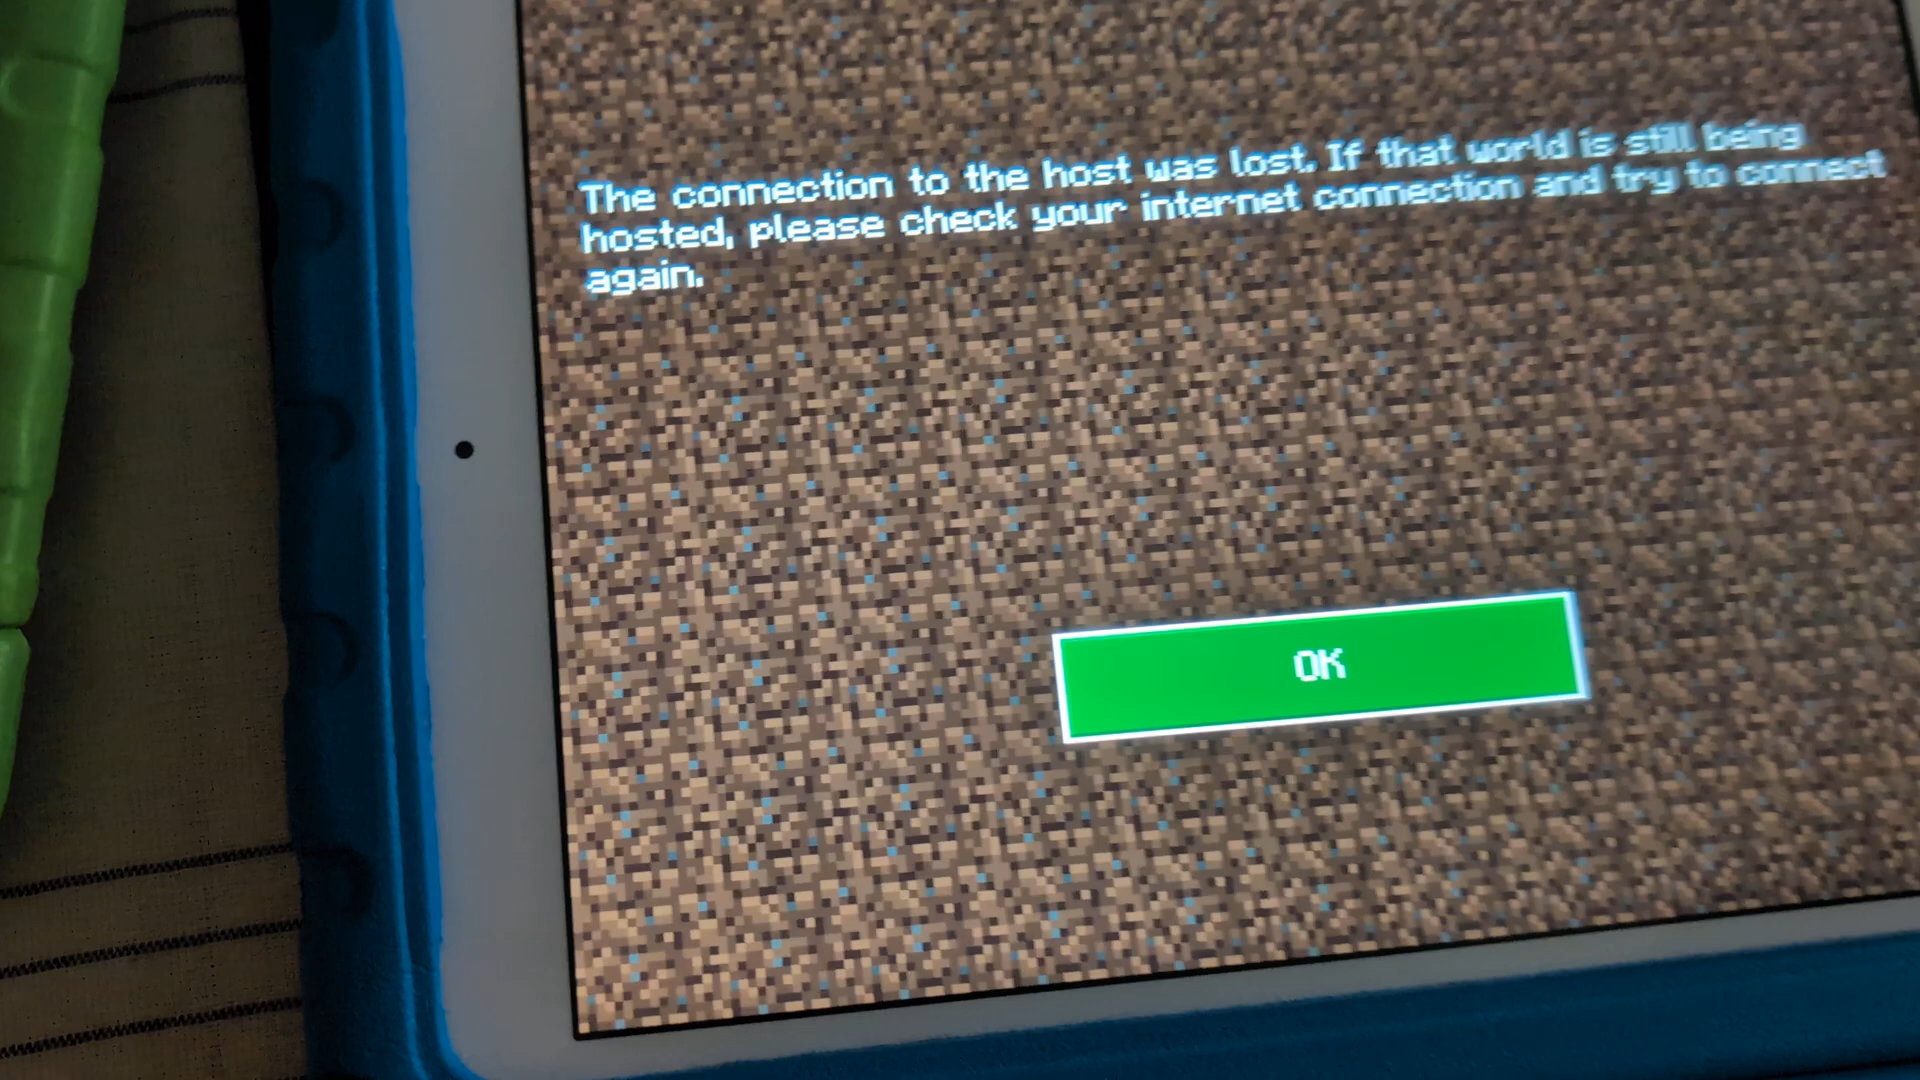 The connection to the host was lost. If that world is still being
hosted, please check your internet connection and try to connect
again.
OK